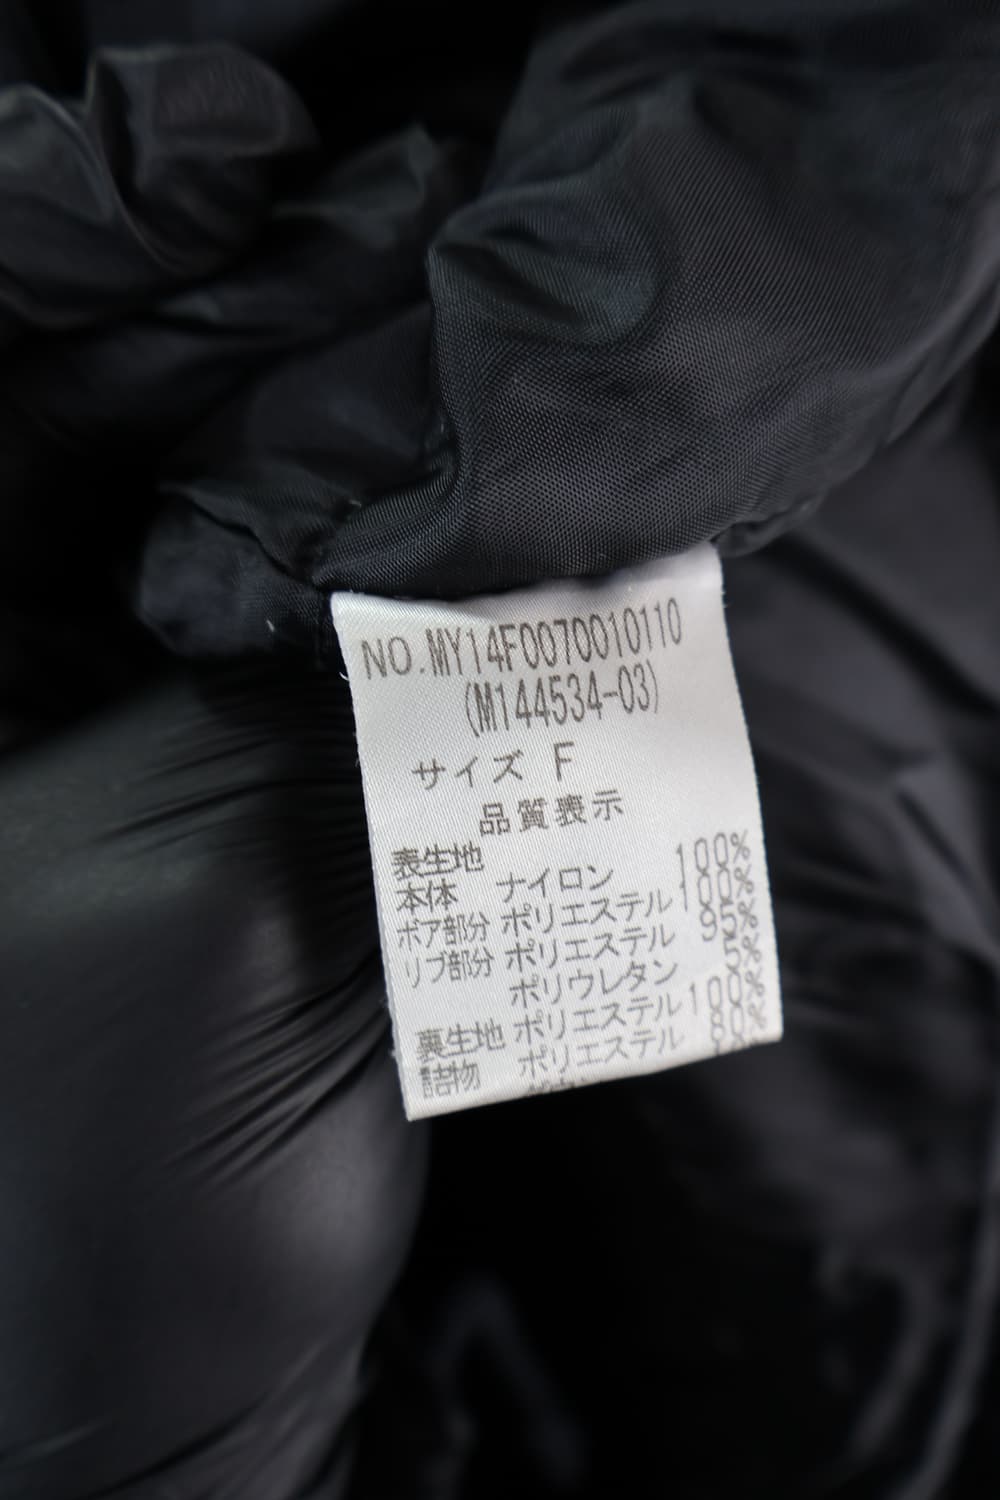 NO.MY14F0070010110
(M144534-03)
サイズ F
品質表示
表生地
本体 ナイロン 100%
ボア部分 ポリエステル 100%
リブ部分 ポリエステル 95%
ポリウレタン 5%
裏生地 ポリエステル 100%
詰物 ポリエステル 80%